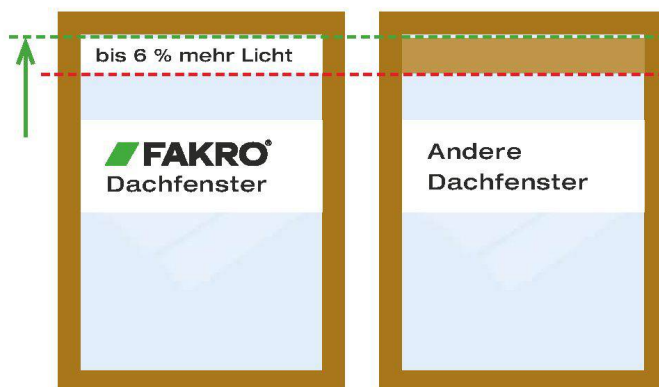 bis 6 % mehr Licht
FAKRO®
Dachfenster
Andere
Dachfenster